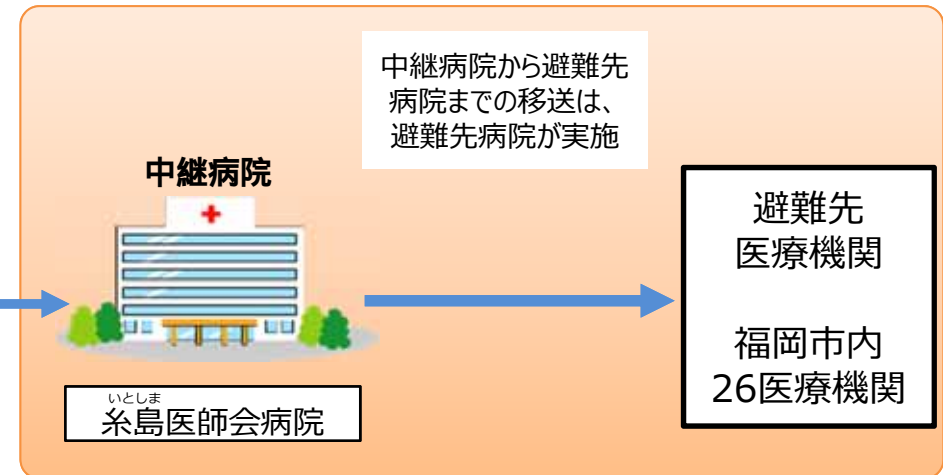 中継病院から避難先
病院までの移送は、
避難先病院が実施
中継病院
いとしま
糸島医師会病院
避難先
医療機関
福岡市内
26医療機関